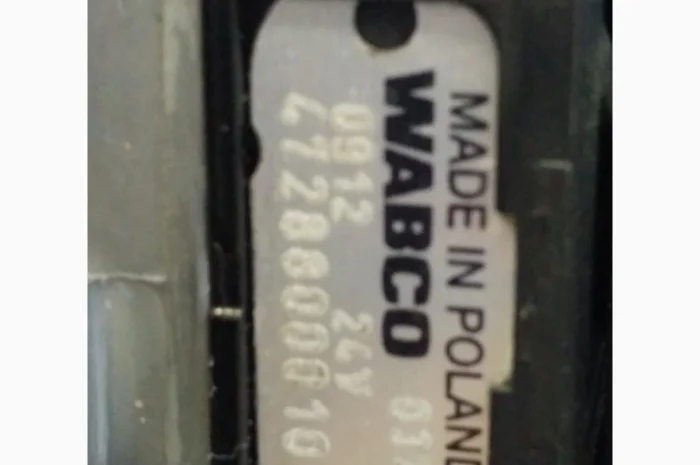 MADE IN POLAND
WABCO
0912 24V
4728800010